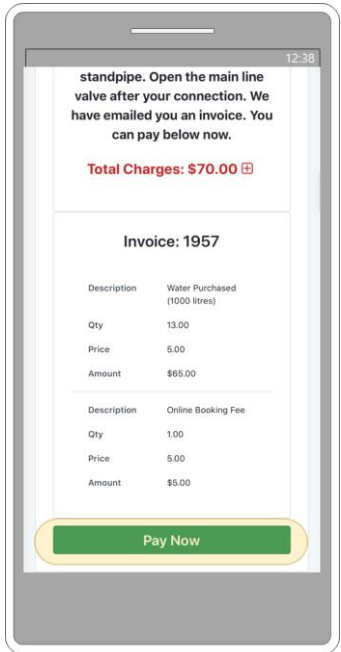 12:38
standpipe. Open the main line
valve after your connection. We
have emailed you an invoice. You
can pay below now.
Total Charges: $70.00
Invoice: 1957
Description Water Purchased
(1000 litres)
Qty 13.00
Price 5.00
Amount $65.00
Description Online Booking Fee
Qty 1.00
Price 5.00
Amount $5.00
Pay Now